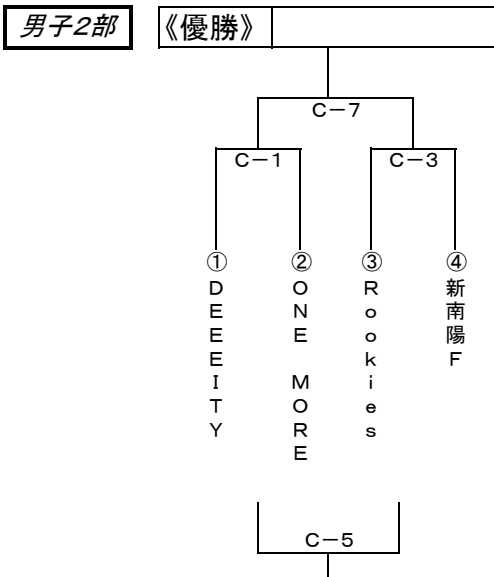 男子2部
《優勝》
C－7
C－1
C－3
①
DEEEITY
②
ONE MORE
③
Rookies
④
新南陽F
C－5